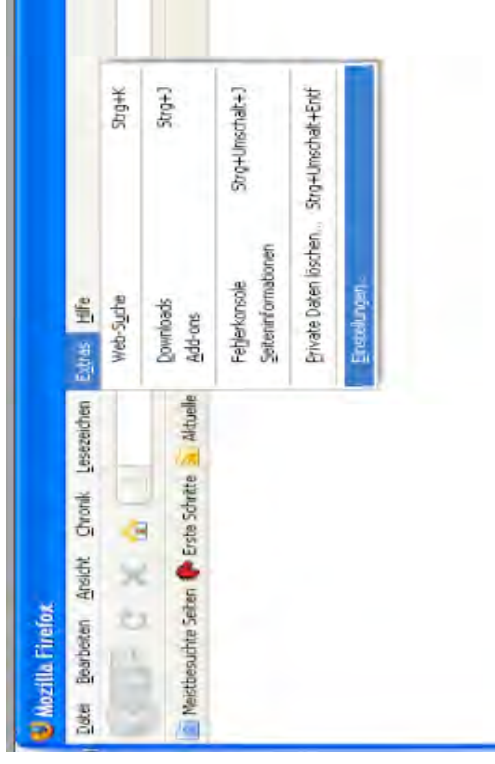 Mozilla Firefox
Datei Bearbeiten Ansicht Chronik Lesezeichen Extras Hilfe
Web-Suche Strg+K
Downloads Strg+J
Add-ons
Fehlerkonsole Strg+Umschalt+J
Seiteninformationen
Private Daten löschen... Strg+Umschalt+Entf
Einstellungen...
Meistbesuchte Seiten Erste Schritte Aktuelle